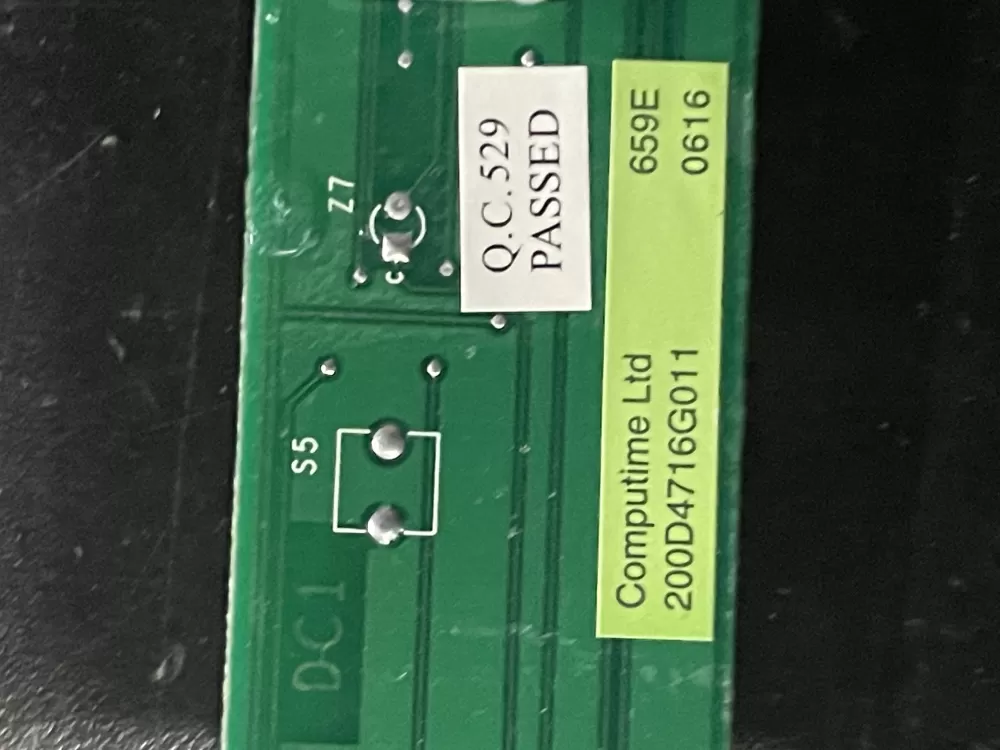 Z7
Q.C.529
PASSED
Computime Ltd 659E
200D4716G011 0616
S5
DC1